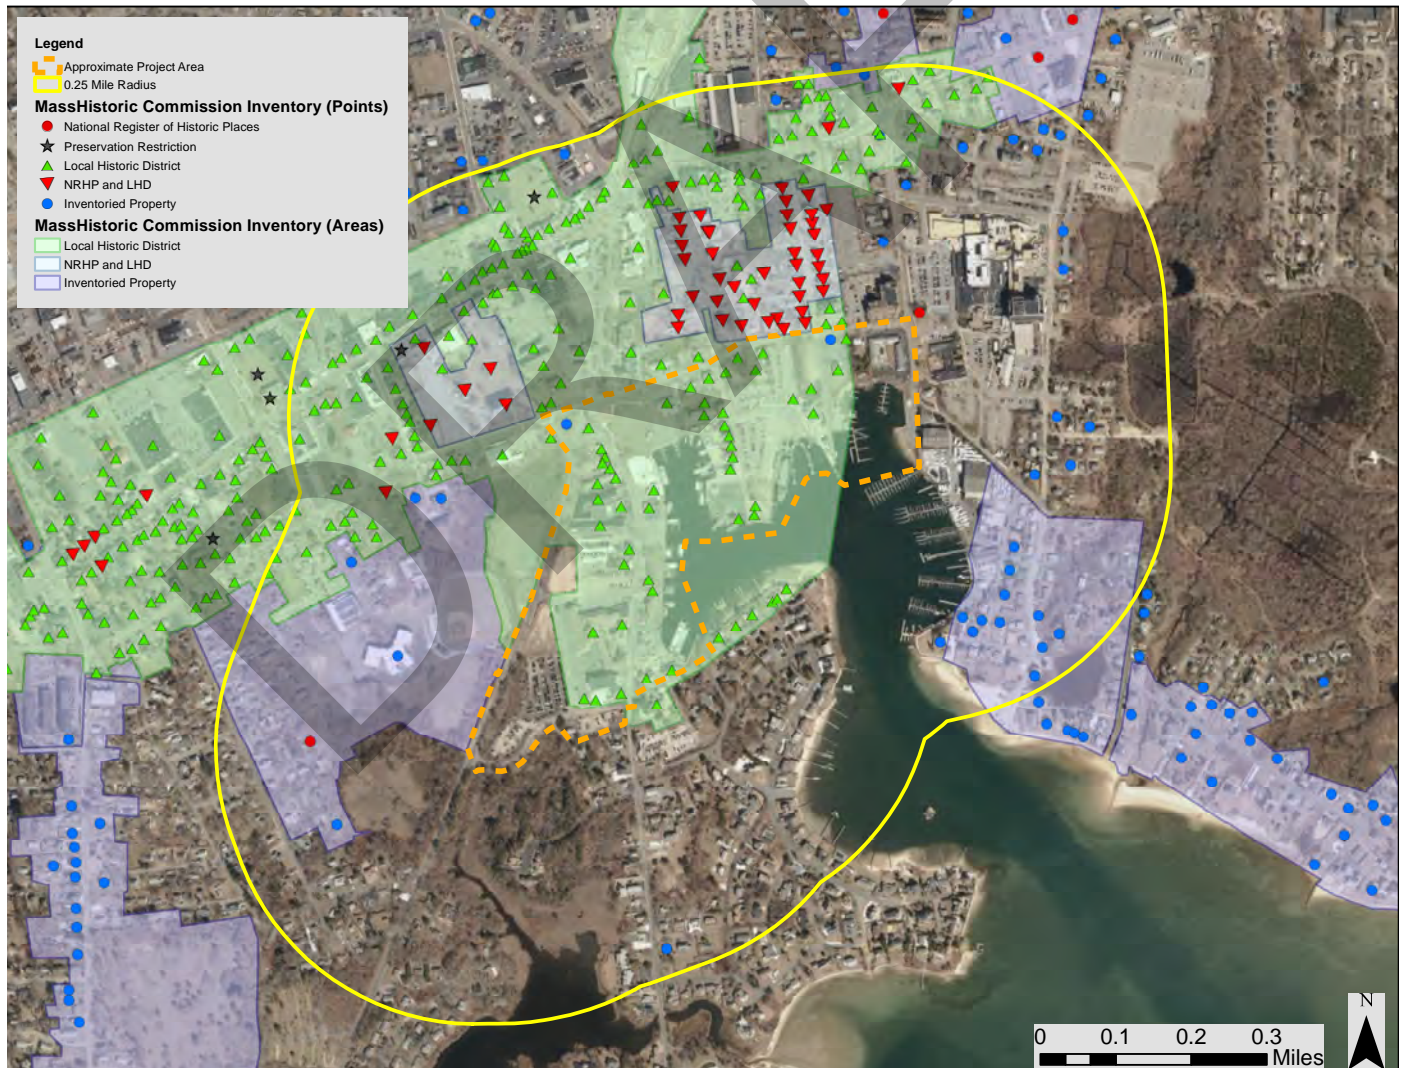 Legend
Approximate Project Area
0.25 Mile Radius
MassHistoric Commission Inventory (Points)
National Register of Historic Places
Preservation Restriction
Local Historic District
NRHP and LHD
Inventoried Property
MassHistoric Commission Inventory (Areas)
Local Historic District
NRHP and LHD
Inventoried Property
DRAFT
N
0 0.1 0.2 0.3
Miles